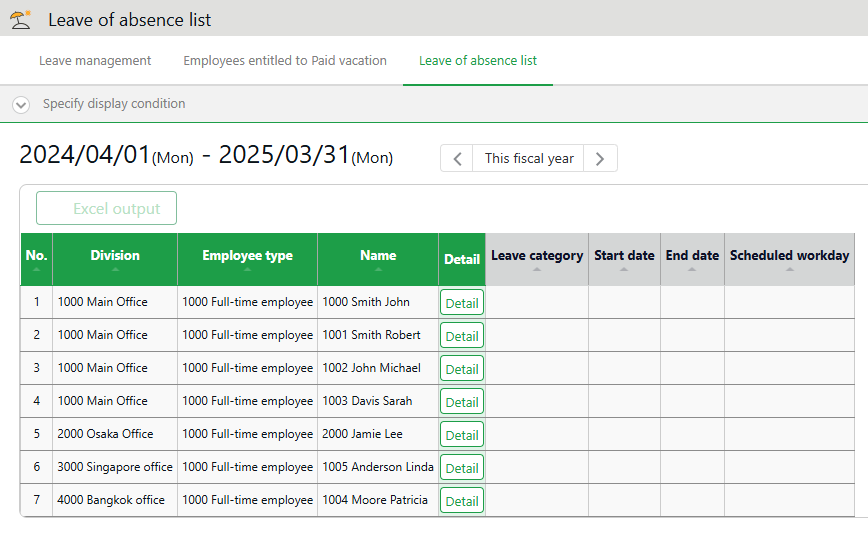 Leave of absence list
Leave management Employees entitled to Paid vacation Leave of absence list
Specify display condition
2024/04/01(Mon) - 2025/03/31(Mon) This fiscal year
Excel output
No. Division Employee type Name Detail Leave category Start date End date Scheduled workday
1 1000 Main Office 1000 Full-time employee 1000 Smith John Detail
2 1000 Main Office 1000 Full-time employee 1001 Smith Robert Detail
3 1000 Main Office 1000 Full-time employee 1002 John Michael Detail
4 1000 Main Office 1000 Full-time employee 1003 Davis Sarah Detail
5 2000 Osaka Office 1000 Full-time employee 2000 Jamie Lee Detail
6 3000 Singapore office 1000 Full-time employee 1005 Anderson Linda Detail
7 4000 Bangkok office 1000 Full-time employee 1004 Moore Patricia Detail